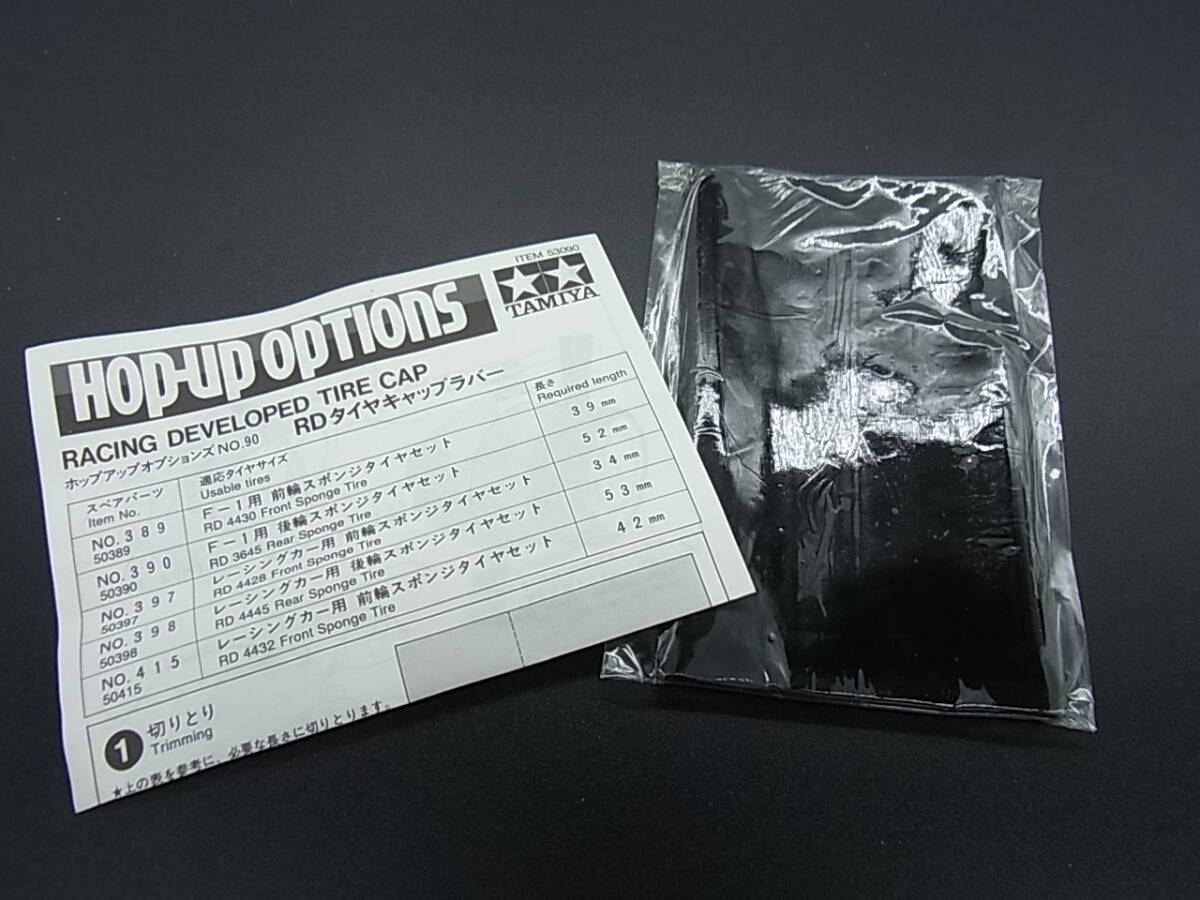 ITEM 53090
HOP-UP OPTIONS
TAMIYA
RACING DEVELOPED TIRE CAP
ホップアップオプションズNO.90 RDタイヤキャップラバー
スペアパーツ 適応タイヤサイズ 長さ
Item No. Usable tires Required length
NO.389 F-1用 前輪スポンジタイヤセット 39mm
50389 RD 4430 Front Sponge Tire
NO.390 F-1用 後輪スポンジタイヤセット 52mm
50390 RD 3645 Rear Sponge Tire
NO.397 レーシングカー用 前輪スポンジタイヤセット 34mm
50397 RD 4428 Front Sponge Tire
NO.398 レーシングカー用 後輪スポンジタイヤセット 53mm
50398 RD 4445 Rear Sponge Tire
NO.415 レーシングカー用 前輪スポンジタイヤセット 42mm
50415 RD 4432 Front Sponge Tire
1 切りとり
Trimming
★上の表を参考に、必要な長さに切りとります。